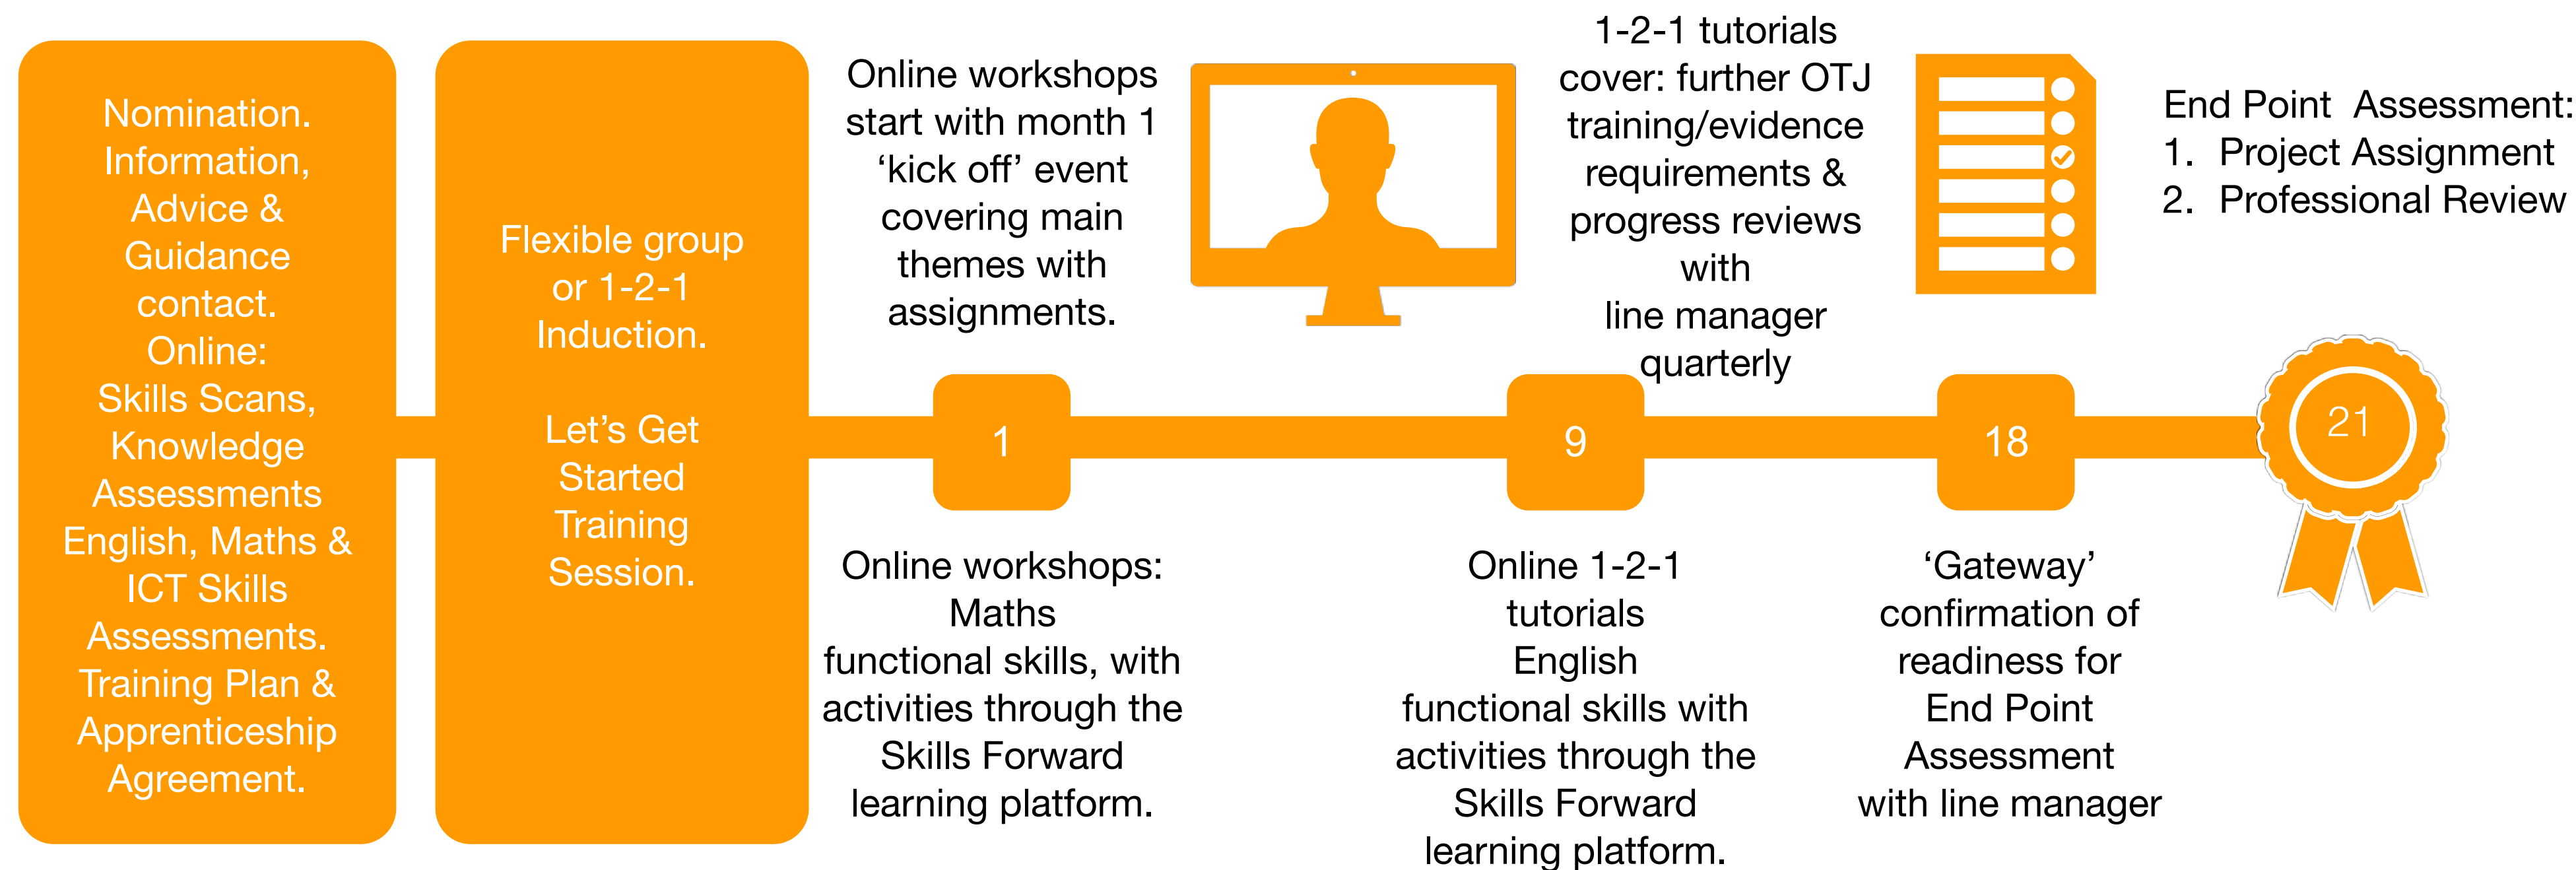 Nomination.
Information,
Advice &
Guidance
contact.
Online:
Skills Scans,
Knowledge
Assessments
English, Maths &
ICT Skills
Assessments.
Training Plan &
Apprenticeship
Agreement.
Flexible group
or 1-2-1
Induction.
Let’s Get
Started
Training
Session.
Online workshops
start with month 1
‘kick off’ event
covering main
themes with
assignments.
1
Online workshops:
Maths
functional skills, with
activities through the
Skills Forward
learning platform.
1-2-1 tutorials
cover: further OTJ
training/evidence
requirements &
progress reviews
with
line manager
quarterly
9
Online 1-2-1
tutorials
English
functional skills with
activities through the
Skills Forward
learning platform.
18
‘Gateway’
confirmation of
readiness for
End Point
Assessment
with line manager
End Point  Assessment:
1. Project Assignment
2. Professional Review
21